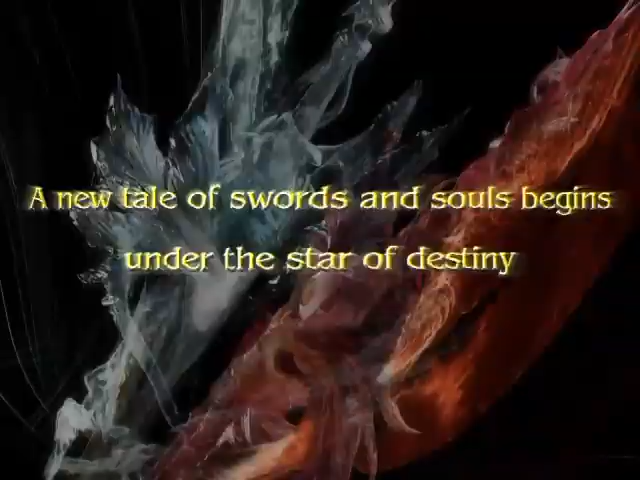 A new tale of swords and souls begins
under the star of destiny